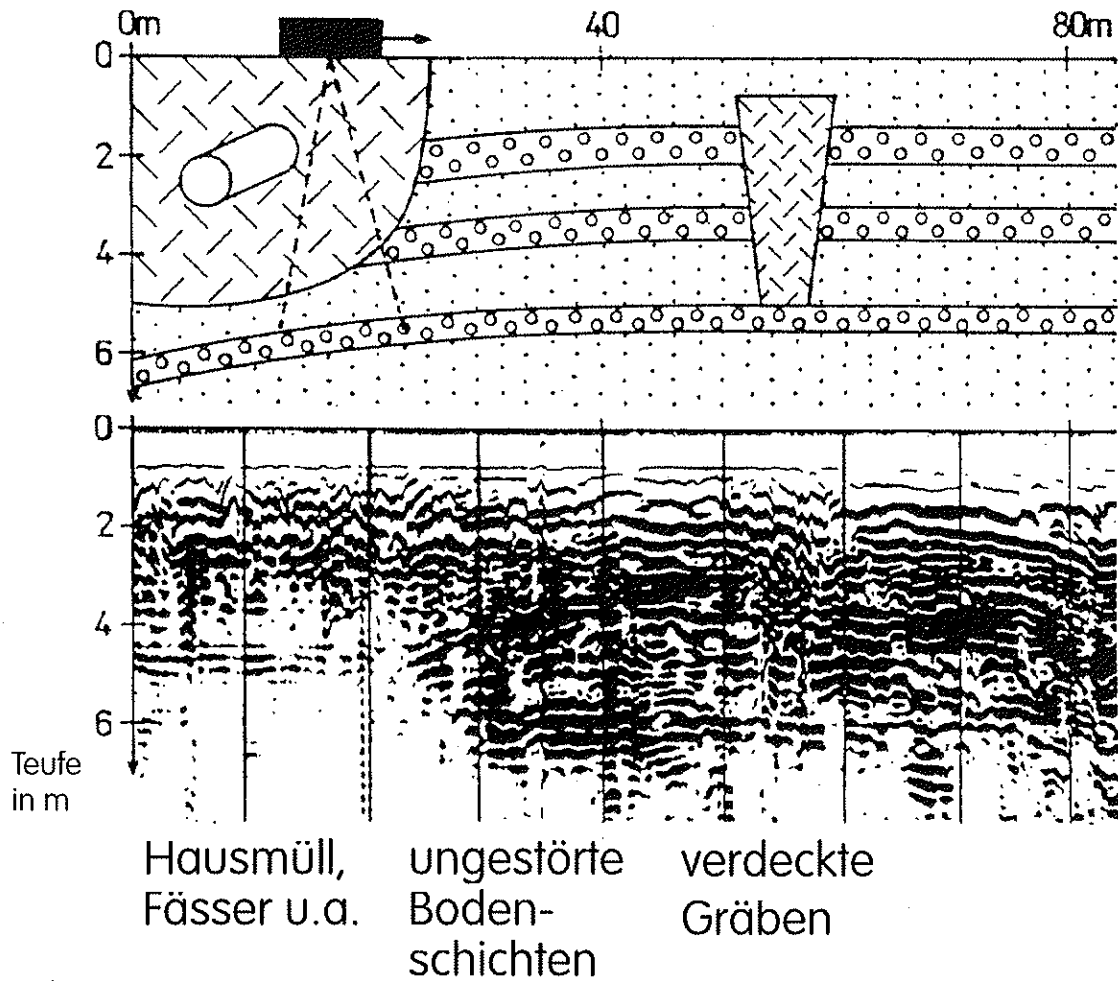 0m 40 80m
0
2
4
6
0
2
4
6
Teufe
in m
Hausmüll,
Fässer u.a.
ungestörte
Boden-
schichten
verdeckte
Gräben